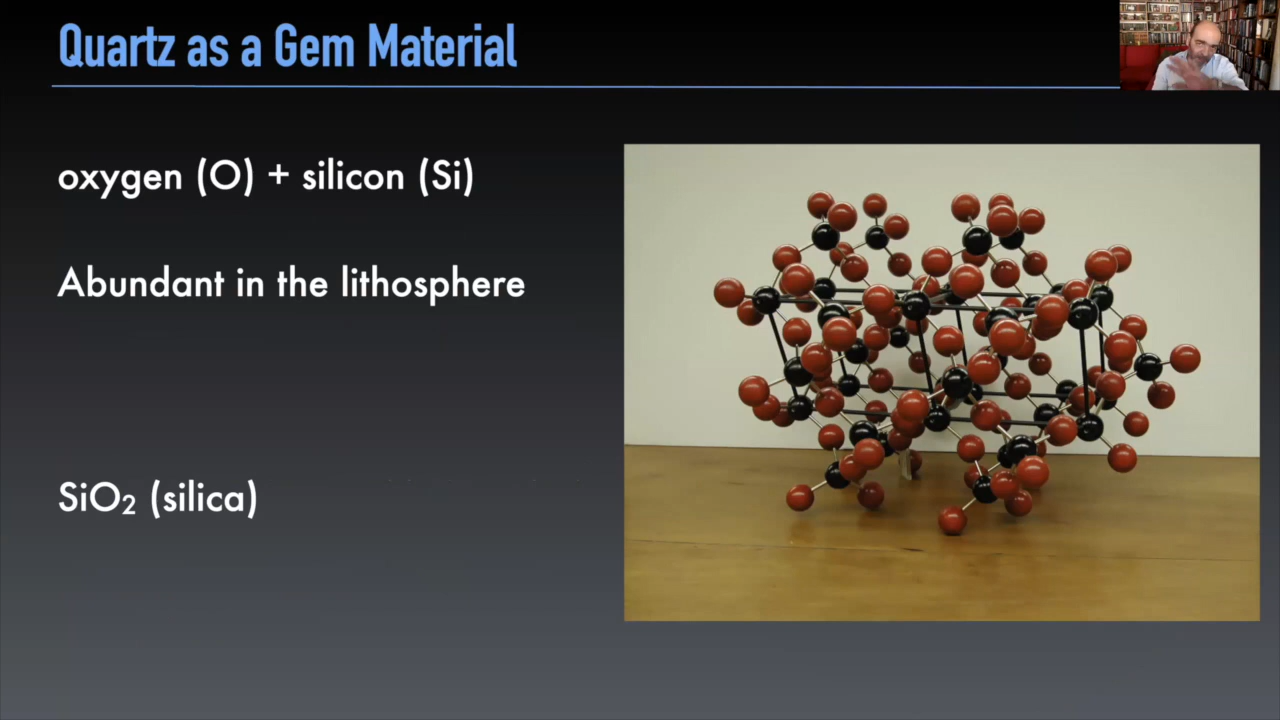 Quartz as a Gem Material
oxygen (O) + silicon (Si)
Abundant in the lithosphere
SiO₂ (silica)